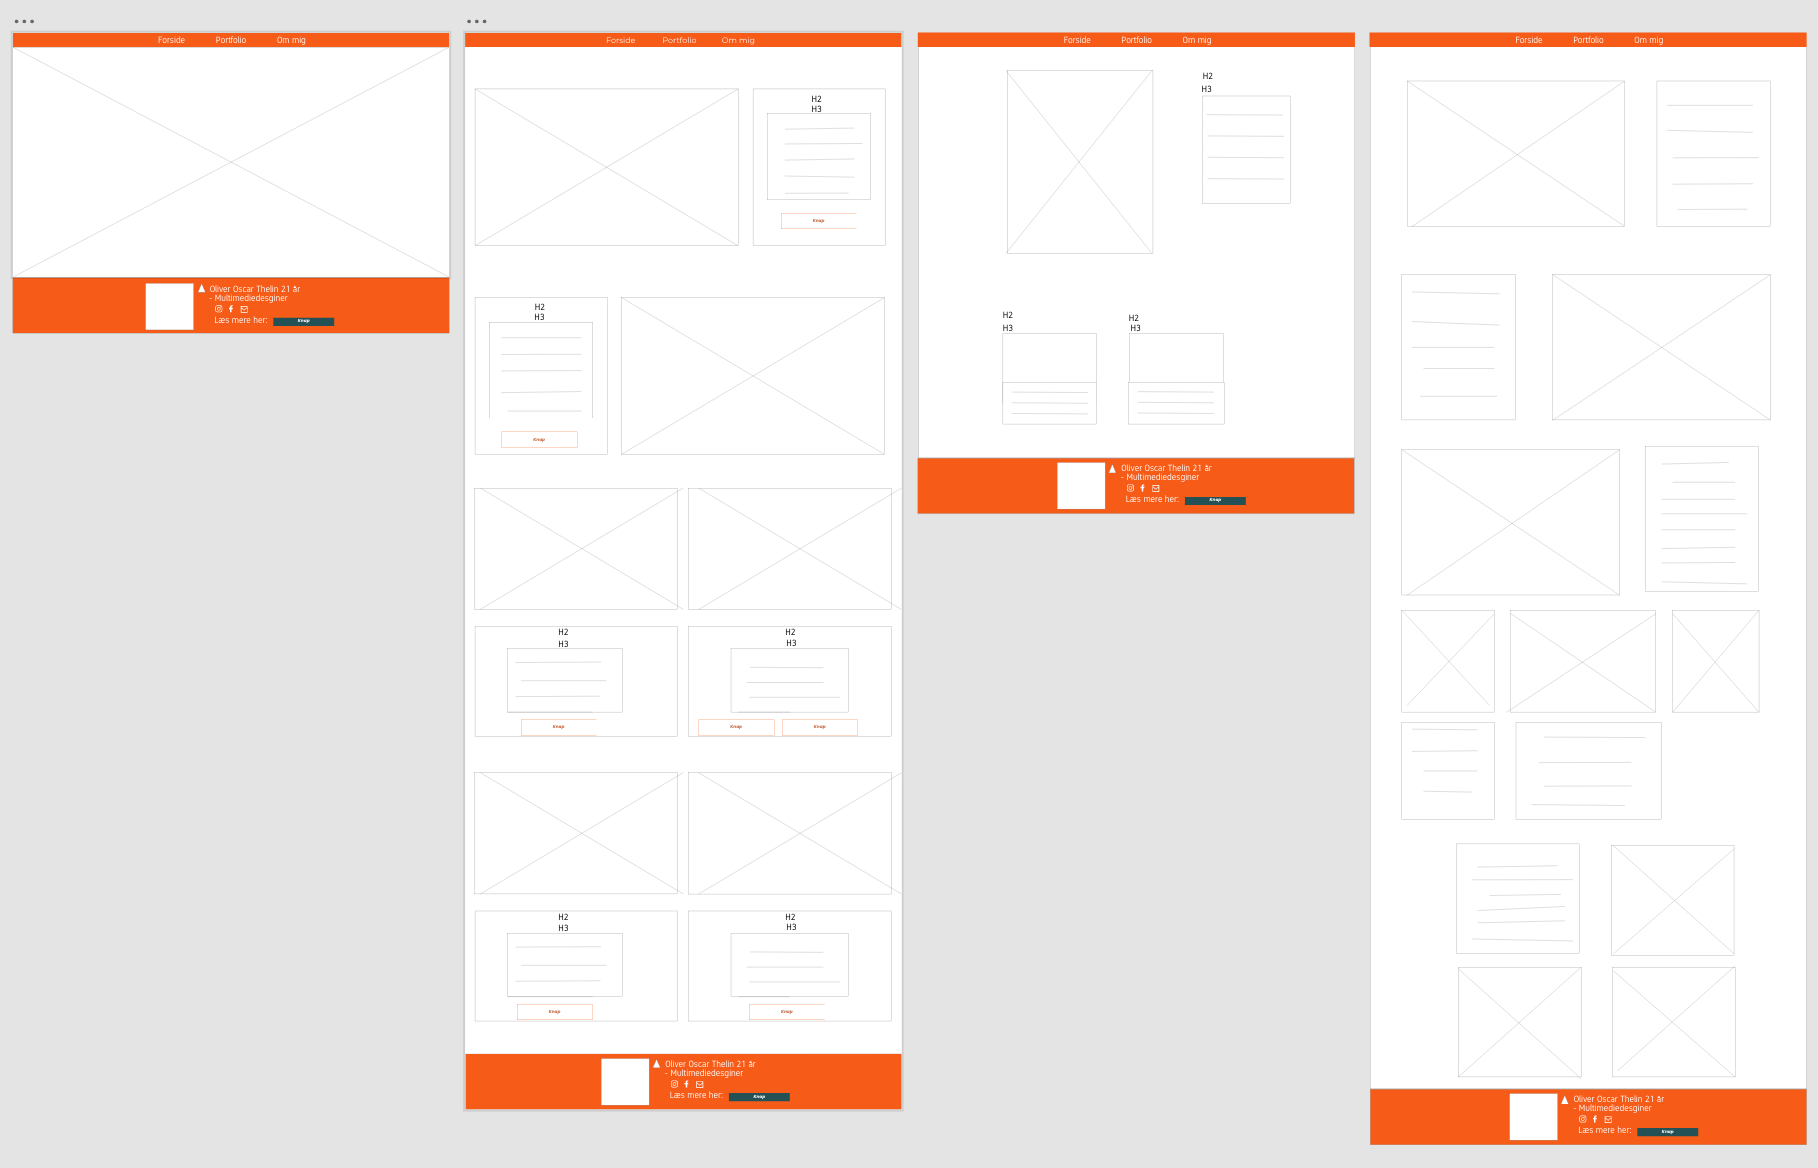 Forside Portfolio Om mig
Oliver Oscar Thelin 21 år
- Multimediedesginer
Læs mere her: Knap
Forside Portfolio Om mig
H2
H3
Knap
H2
H3
Knap
H2
H3
Knap
H2
H3
Knap Knap
H2
H3
Knap
H2
H3
Knap
Oliver Oscar Thelin 21 år
- Multimediedesginer
Læs mere her: Knap
Forside Portfolio Om mig
H2
H3
H2
H3
H2
H3
Oliver Oscar Thelin 21 år
- Multimediedesginer
Læs mere her: Knap
Forside Portfolio Om mig
Oliver Oscar Thelin 21 år
- Multimediedesginer
Læs mere her: Knap